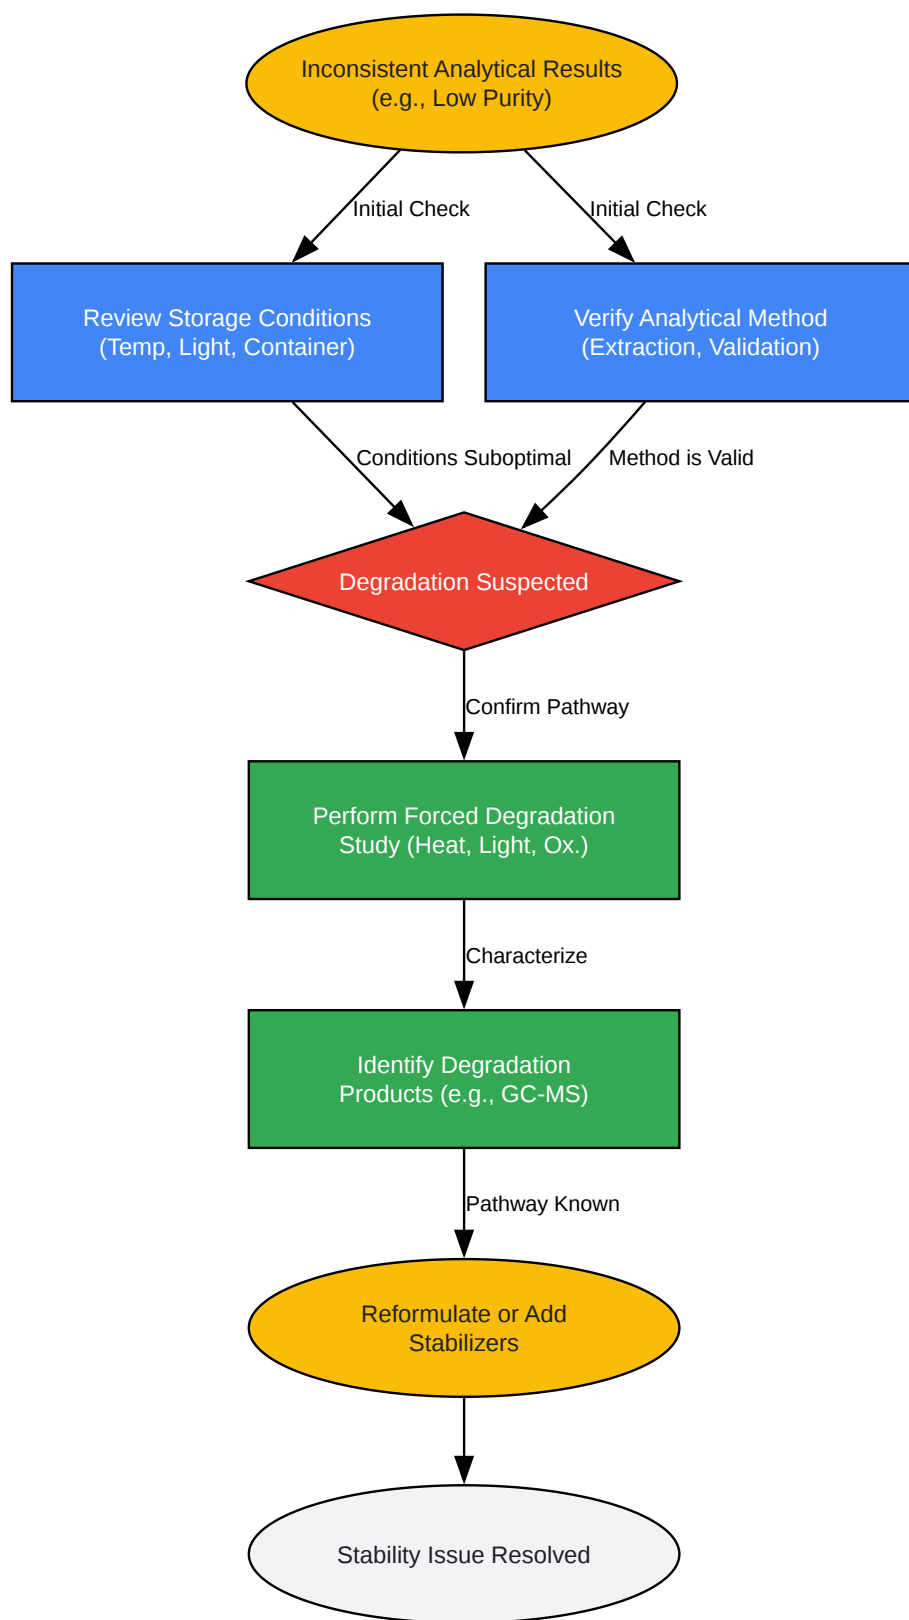 Inconsistent Analytical Results
(e.g., Low Purity)
Initial Check
Initial Check
Review Storage Conditions
(Temp, Light, Container)
Verify Analytical Method
(Extraction, Validation)
Conditions Suboptimal
Method is Valid
Degradation Suspected
Confirm Pathway
Perform Forced Degradation
Study (Heat, Light, Ox.)
Characterize
Identify Degradation
Products (e.g., GC-MS)
Pathway Known
Reformulate or Add
Stabilizers
Stability Issue Resolved